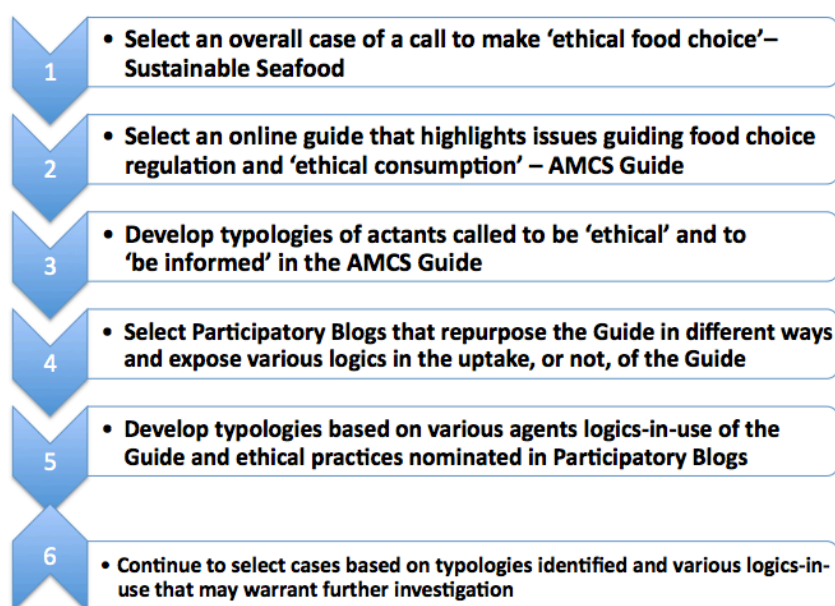 1
• Select an overall case of a call to make ‘ethical food choice’–
Sustainable Seafood
2
• Select an online guide that highlights issues guiding food choice
regulation and ‘ethical consumption’ – AMCS Guide
3
• Develop typologies of actants called to be ‘ethical’ and to
‘be informed’ in the AMCS Guide
4
• Select Participatory Blogs that repurpose the Guide in different ways
and expose various logics in the uptake, or not, of the Guide
5
• Develop typologies based on various agents logics-in-use of the
Guide and ethical practices nominated in Participatory Blogs
6
• Continue to select cases based on typologies identified and various logics-in-
use that may warrant further investigation